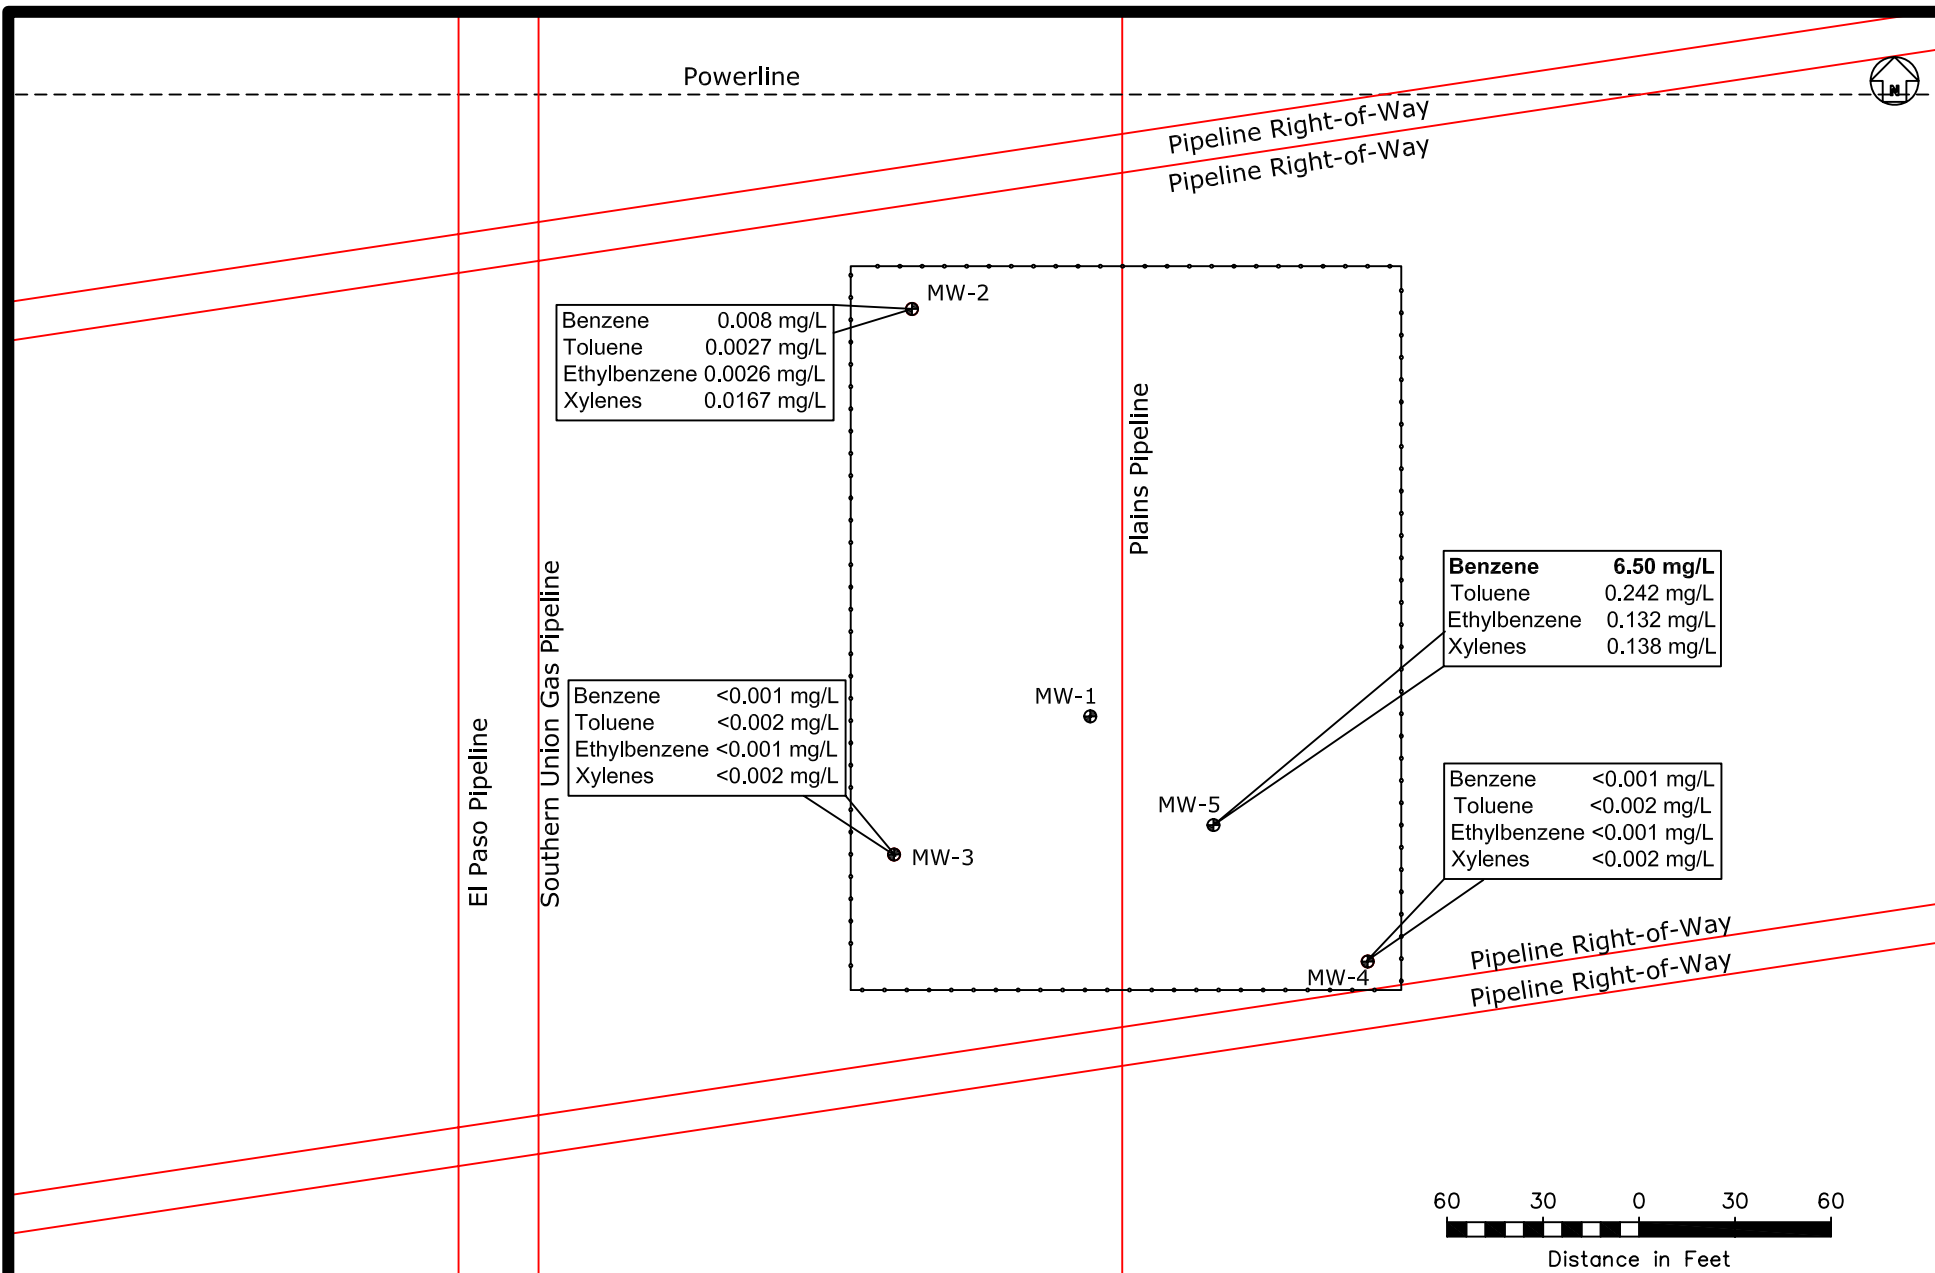 Powerline
N
Pipeline Right-of-Way
Pipeline Right-of-Way
MW-2
Benzene 0.008 mg/L
Toluene 0.0027 mg/L
Ethylbenzene 0.0026 mg/L
Xylenes 0.0167 mg/L
Plains Pipeline
Benzene 6.50 mg/L
Toluene 0.242 mg/L
Ethylbenzene 0.132 mg/L
Xylenes 0.138 mg/L
El Paso Pipeline
Southern Union Gas Pipeline
Benzene <0.001 mg/L
Toluene <0.002 mg/L
Ethylbenzene <0.001 mg/L
Xylenes <0.002 mg/L
MW-1
MW-5
MW-3
Benzene <0.001 mg/L
Toluene <0.002 mg/L
Ethylbenzene <0.001 mg/L
Xylenes <0.002 mg/L
MW-4
Pipeline Right-of-Way
Pipeline Right-of-Way
60 30 0 30 60
Distance in Feet